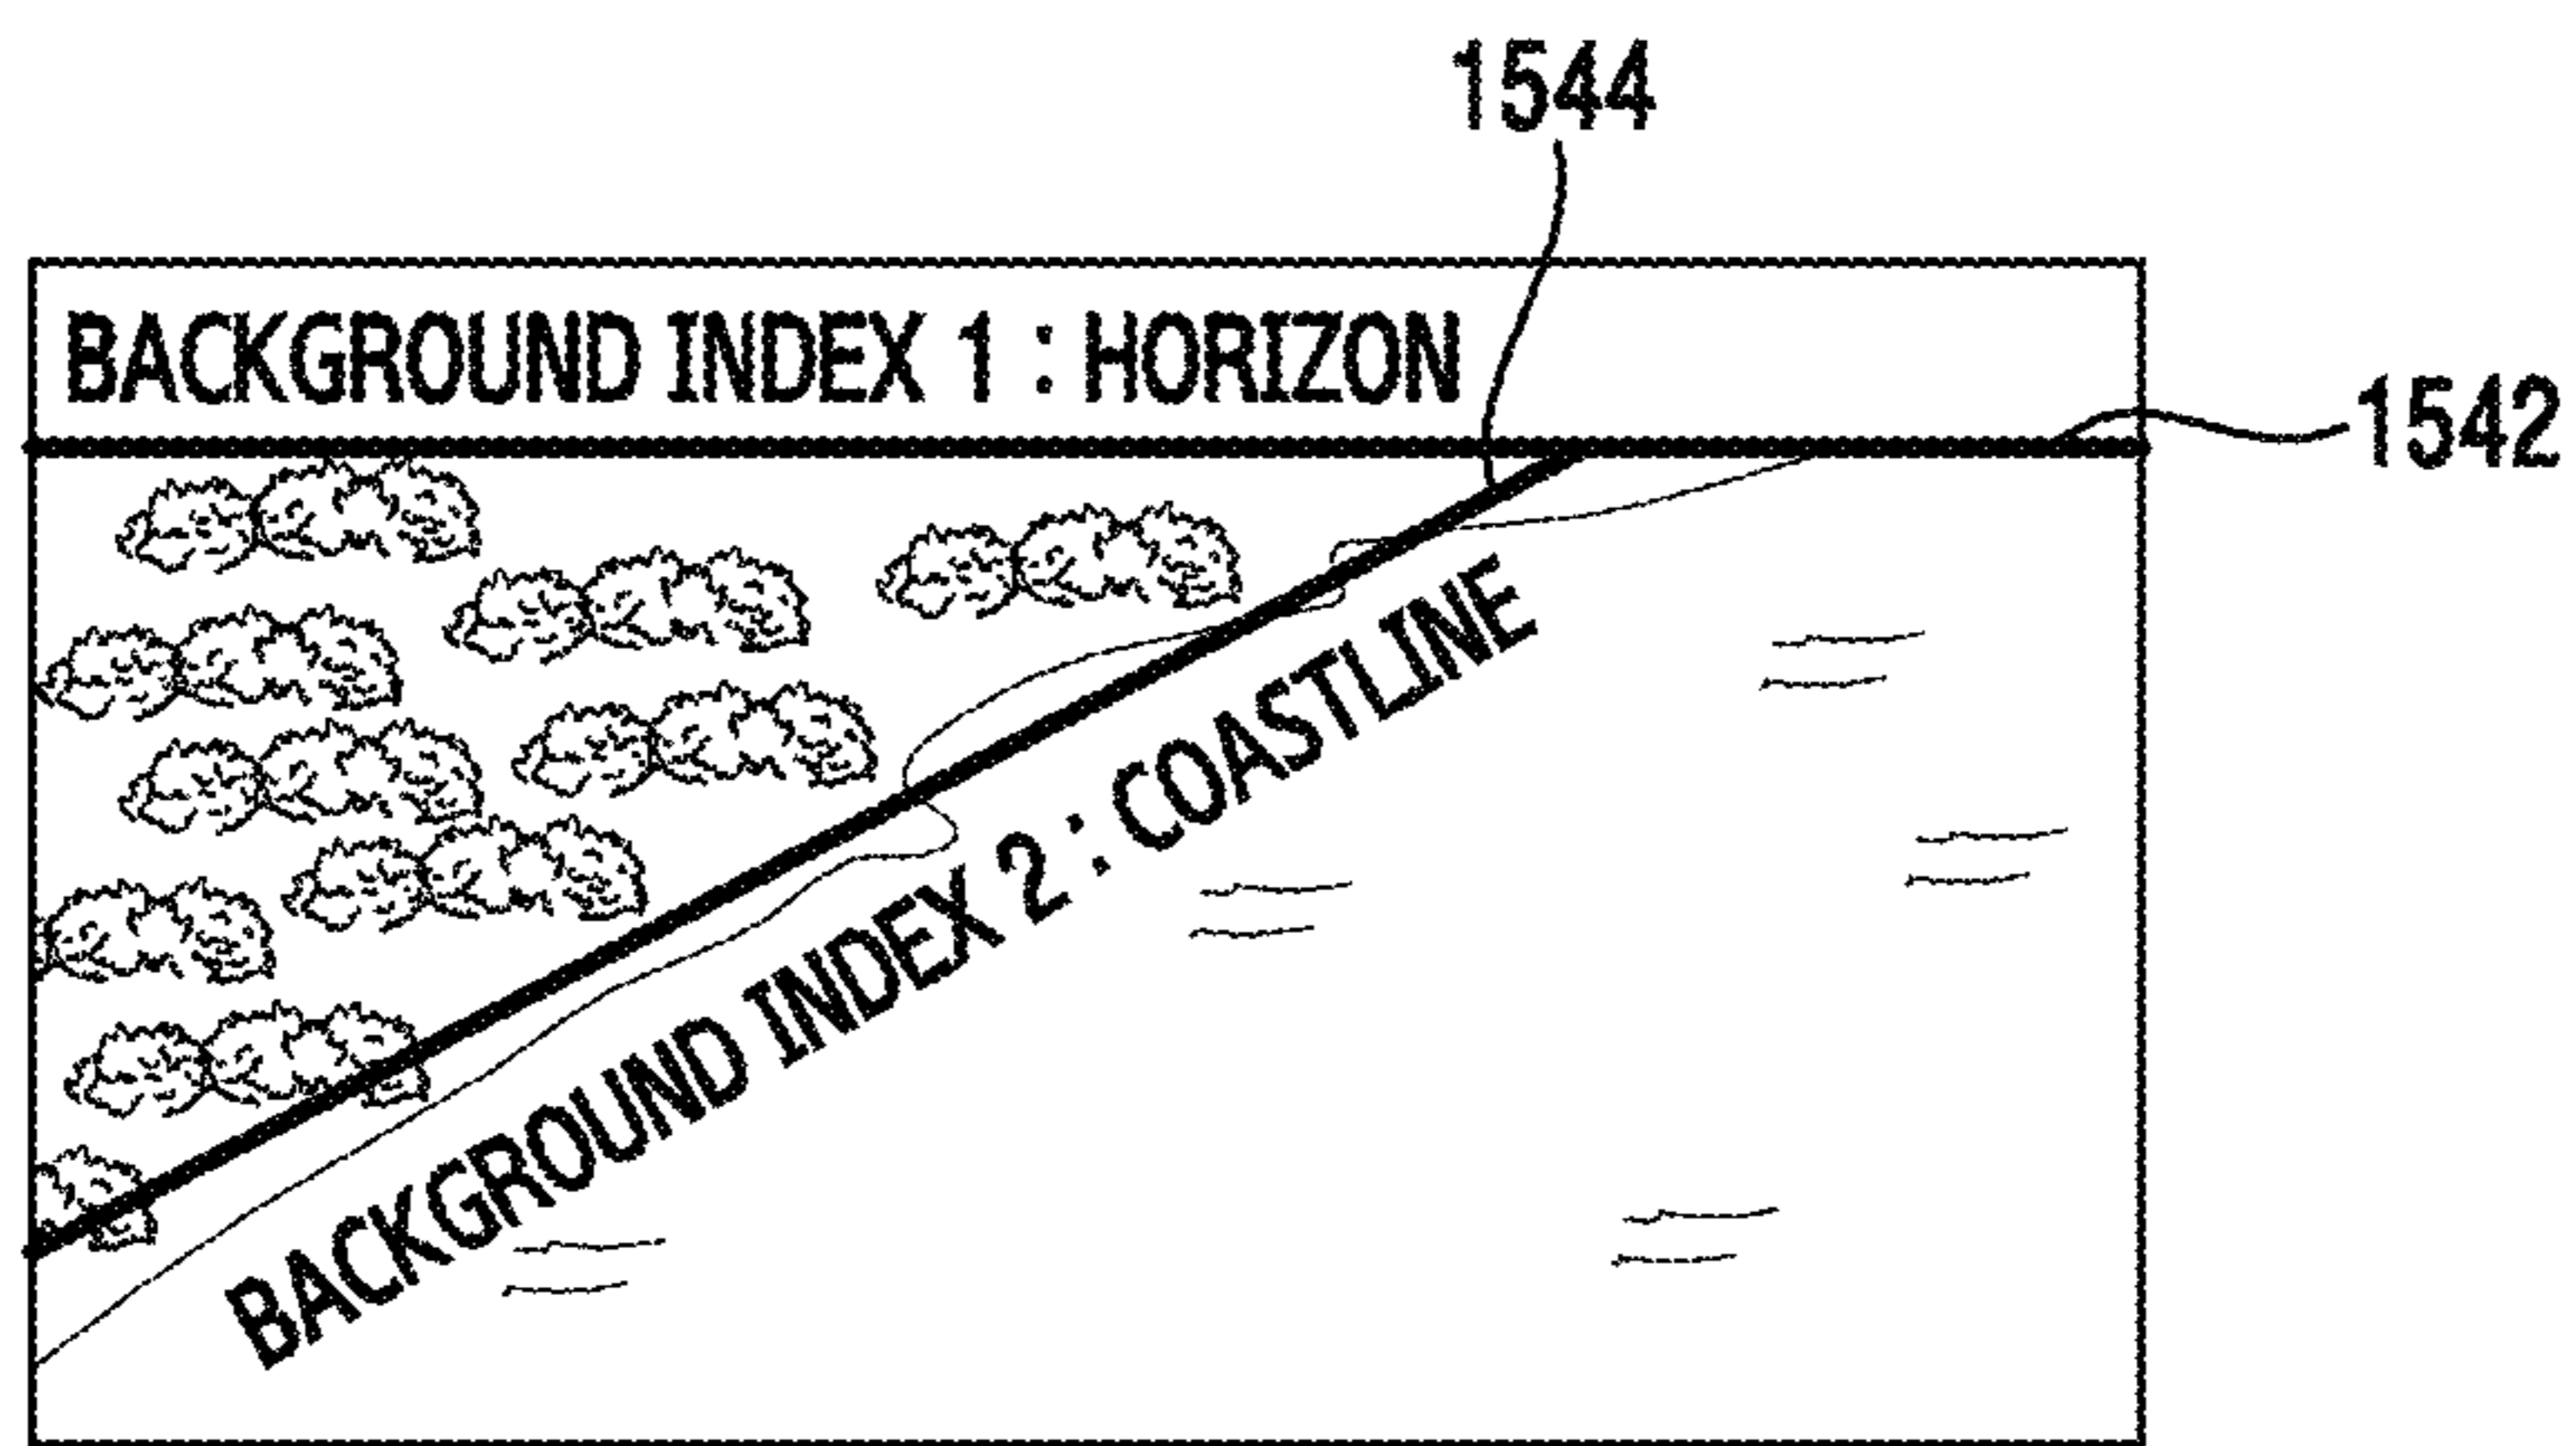 1544
BACKGROUND INDEX 1 : HORIZON
1542
BACKGROUND INDEX 2 : COASTLINE